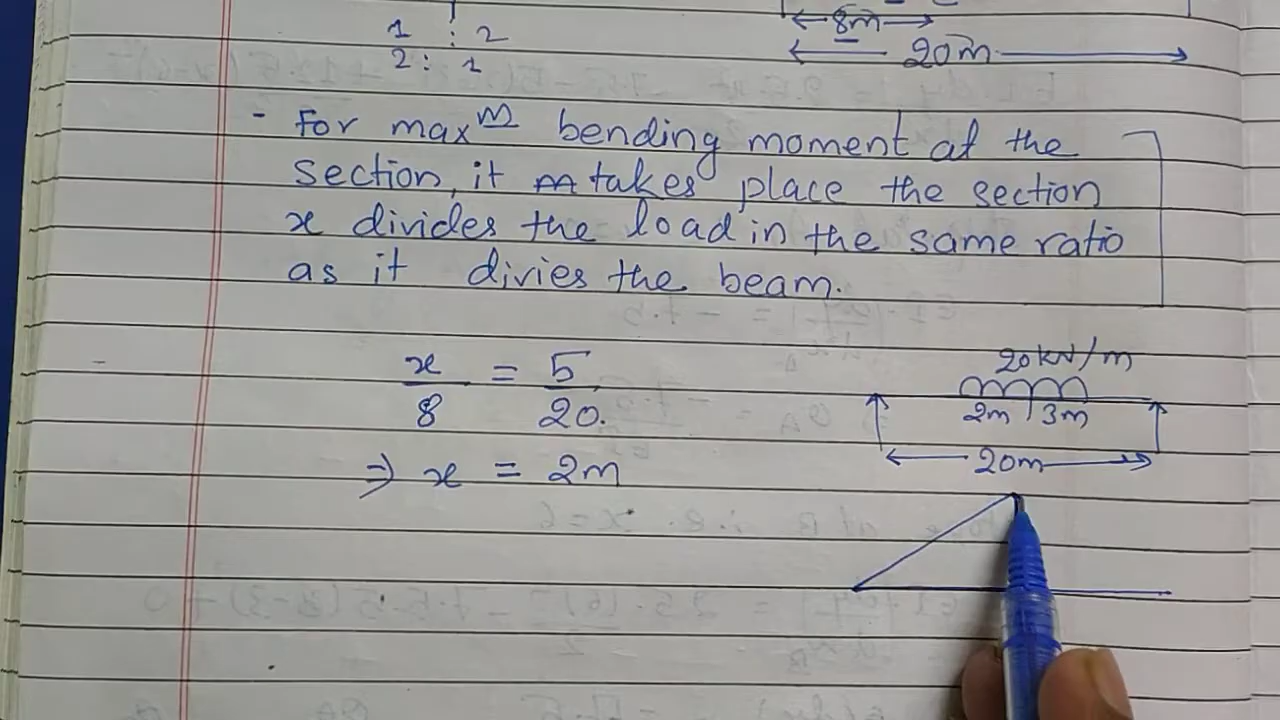 8m
1 : 2
20m
2 : 1
- For max^m bending moment at the
section, it takes place the section
x divides the load in the same ratio
as it divies the beam.
x/8 = 5/20.
20kN/m
2m 3m
20m
⇒ x = 2m